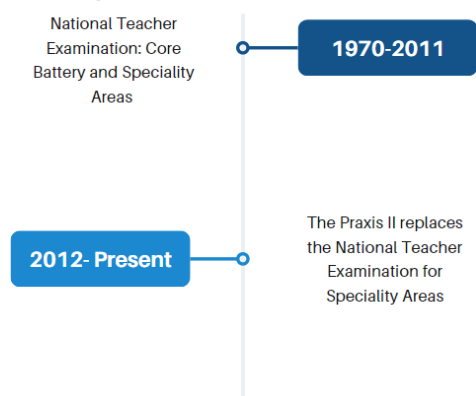 National Teacher
Examination: Core
Battery and Speciality
Areas
1970-2011
2012- Present
The Praxis II replaces
the National Teacher
Examination for
Speciality Areas